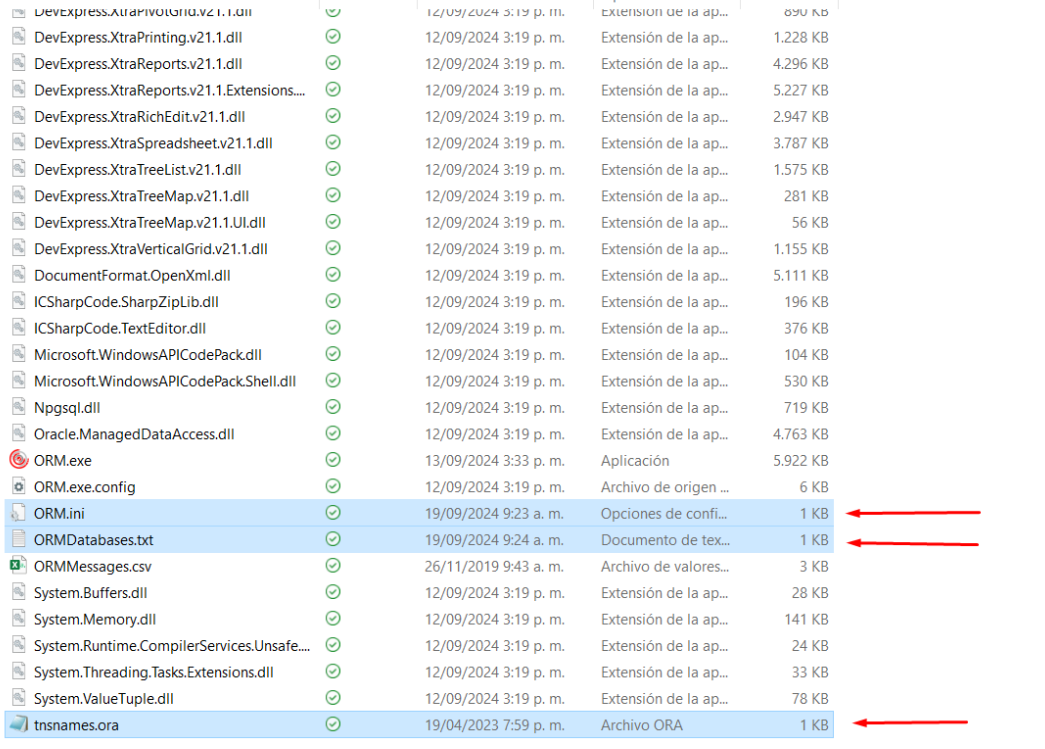 DevExpress.XtraPivotGrid.v21.1.dll 12/09/2024 3:19 p. m. Extensión de la ap... 890 KB
DevExpress.XtraPrinting.v21.1.dll 12/09/2024 3:19 p. m. Extensión de la ap... 1.228 KB
DevExpress.XtraReports.v21.1.dll 12/09/2024 3:19 p. m. Extensión de la ap... 4.296 KB
DevExpress.XtraReports.v21.1.Extensions.... 12/09/2024 3:19 p. m. Extensión de la ap... 5.227 KB
DevExpress.XtraRichEdit.v21.1.dll 12/09/2024 3:19 p. m. Extensión de la ap... 2.947 KB
DevExpress.XtraSpreadsheet.v21.1.dll 12/09/2024 3:19 p. m. Extensión de la ap... 3.787 KB
DevExpress.XtraTreeList.v21.1.dll 12/09/2024 3:19 p. m. Extensión de la ap... 1.575 KB
DevExpress.XtraTreeMap.v21.1.dll 12/09/2024 3:19 p. m. Extensión de la ap... 281 KB
DevExpress.XtraTreeMap.v21.1.UI.dll 12/09/2024 3:19 p. m. Extensión de la ap... 56 KB
DevExpress.XtraVerticalGrid.v21.1.dll 12/09/2024 3:19 p. m. Extensión de la ap... 1.155 KB
DocumentFormat.OpenXml.dll 12/09/2024 3:19 p. m. Extensión de la ap... 5.111 KB
ICSharpCode.SharpZipLib.dll 12/09/2024 3:19 p. m. Extensión de la ap... 196 KB
ICSharpCode.TextEditor.dll 12/09/2024 3:19 p. m. Extensión de la ap... 376 KB
Microsoft.WindowsAPICodePack.dll 12/09/2024 3:19 p. m. Extensión de la ap... 104 KB
Microsoft.WindowsAPICodePack.Shell.dll 12/09/2024 3:19 p. m. Extensión de la ap... 530 KB
Npgsql.dll 12/09/2024 3:19 p. m. Extensión de la ap... 719 KB
Oracle.ManagedDataAccess.dll 12/09/2024 3:19 p. m. Extensión de la ap... 4.763 KB
ORM.exe 13/09/2024 3:33 p. m. Aplicación 5.922 KB
ORM.exe.config 12/09/2024 3:19 p. m. Archivo de origen ... 6 KB
ORM.ini 19/09/2024 9:23 a. m. Opciones de confi... 1 KB
ORMDatabases.txt 19/09/2024 9:24 a. m. Documento de tex... 1 KB
ORMMessages.csv 26/11/2019 9:43 a. m. Archivo de valores... 3 KB
System.Buffers.dll 12/09/2024 3:19 p. m. Extensión de la ap... 28 KB
System.Memory.dll 12/09/2024 3:19 p. m. Extensión de la ap... 141 KB
System.Runtime.CompilerServices.Unsafe.... 12/09/2024 3:19 p. m. Extensión de la ap... 24 KB
System.Threading.Tasks.Extensions.dll 12/09/2024 3:19 p. m. Extensión de la ap... 33 KB
System.ValueTuple.dll 12/09/2024 3:19 p. m. Extensión de la ap... 78 KB
tnsnames.ora 19/04/2023 7:59 p. m. Archivo ORA 1 KB